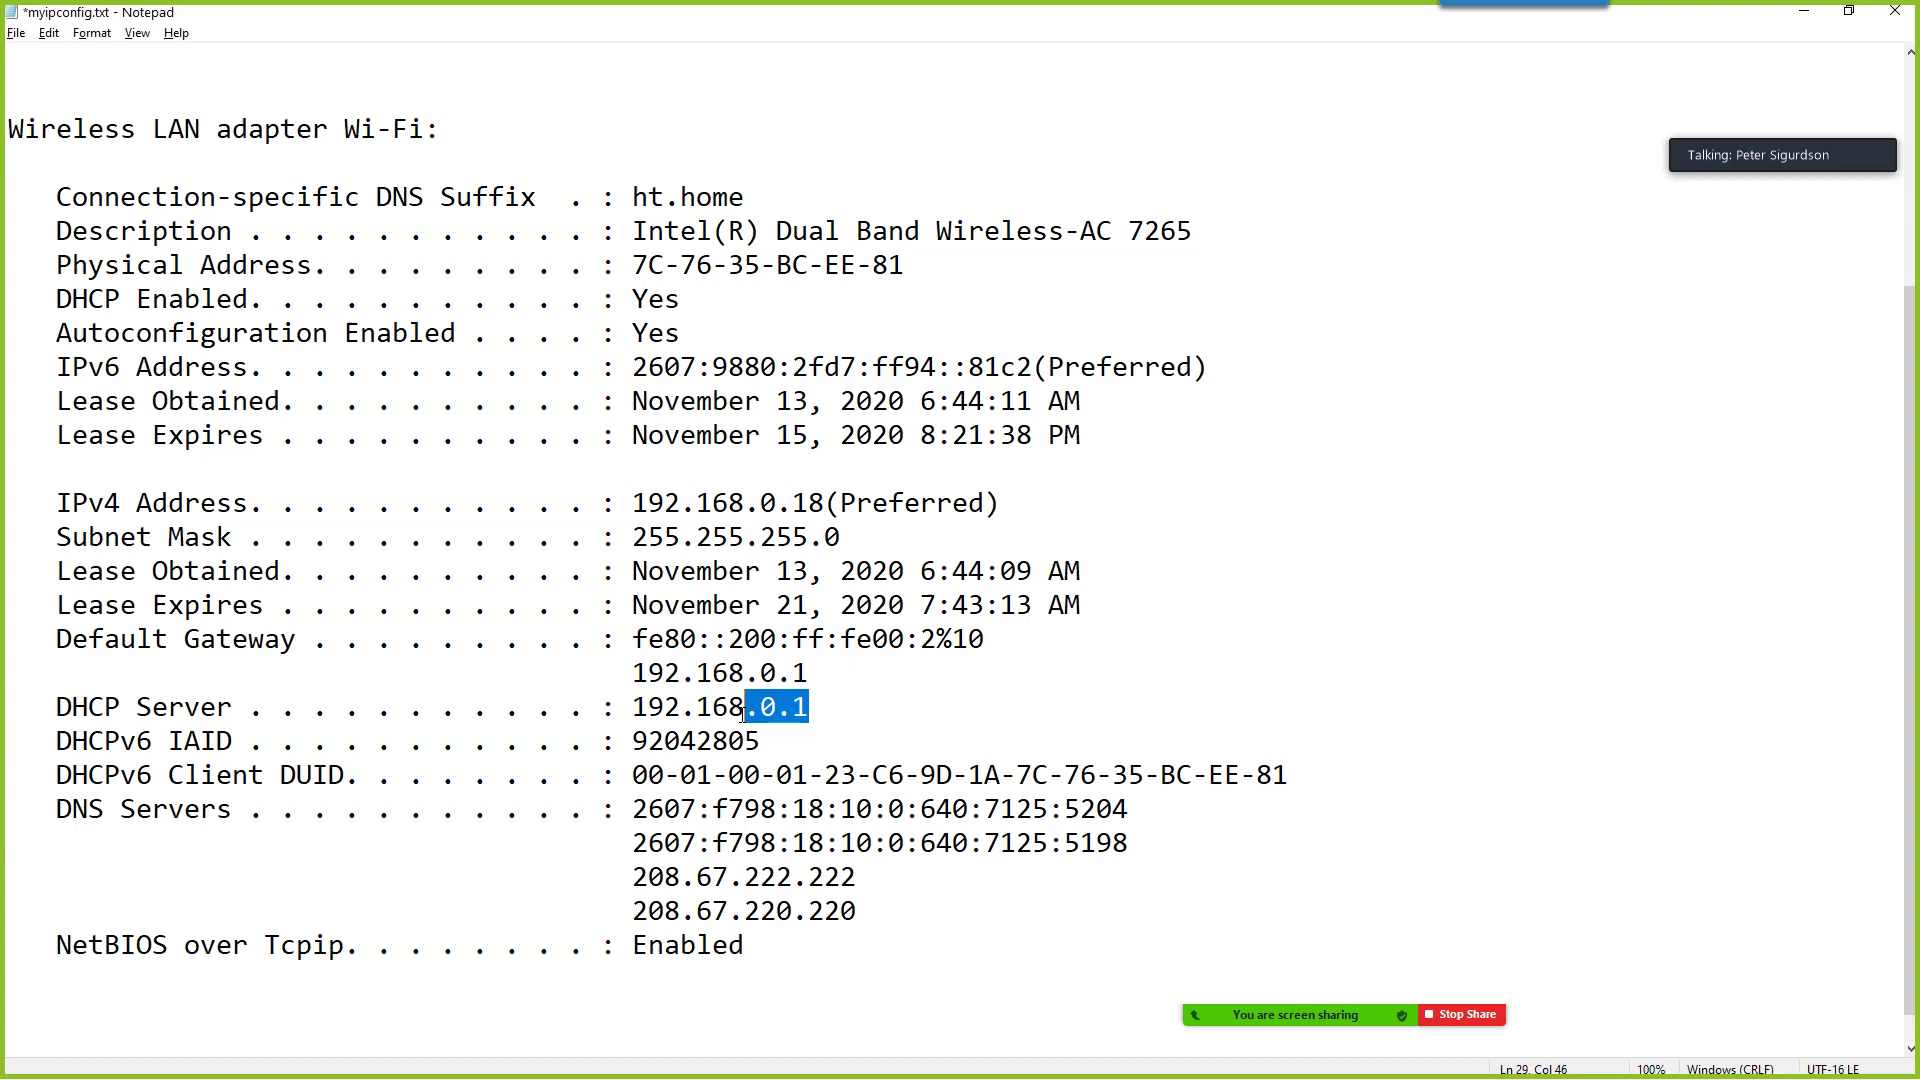 *myipconfig.txt - Notepad
File Edit Format View Help
Wireless LAN adapter Wi-Fi:
Talking: Peter Sigurdson
Connection-specific DNS Suffix  . : ht.home
Description . . . . . . . . . . . : Intel(R) Dual Band Wireless-AC 7265
Physical Address. . . . . . . . . : 7C-76-35-BC-EE-81
DHCP Enabled. . . . . . . . . . . : Yes
Autoconfiguration Enabled . . . . : Yes
IPv6 Address. . . . . . . . . . . : 2607:9880:2fd7:ff94::81c2(Preferred)
Lease Obtained. . . . . . . . . . : November 13, 2020 6:44:11 AM
Lease Expires . . . . . . . . . . : November 15, 2020 8:21:38 PM
IPv4 Address. . . . . . . . . . . : 192.168.0.18(Preferred)
Subnet Mask . . . . . . . . . . . : 255.255.255.0
Lease Obtained. . . . . . . . . . : November 13, 2020 6:44:09 AM
Lease Expires . . . . . . . . . . : November 21, 2020 7:43:13 AM
Default Gateway . . . . . . . . . : fe80::200:ff:fe00:2%10
192.168.0.1
DHCP Server . . . . . . . . . . . : 192.168.0.1
DHCPv6 IAID . . . . . . . . . . . : 92042805
DHCPv6 Client DUID. . . . . . . . : 00-01-00-01-23-C6-9D-1A-7C-76-35-BC-EE-81
DNS Servers . . . . . . . . . . . : 2607:f798:18:10:0:640:7125:5204
2607:f798:18:10:0:640:7125:5198
208.67.222.222
208.67.220.220
NetBIOS over Tcpip. . . . . . . . : Enabled
You are screen sharing Stop Share
Ln 29, Col 46 100% Windows (CRLF) UTF-16 LE